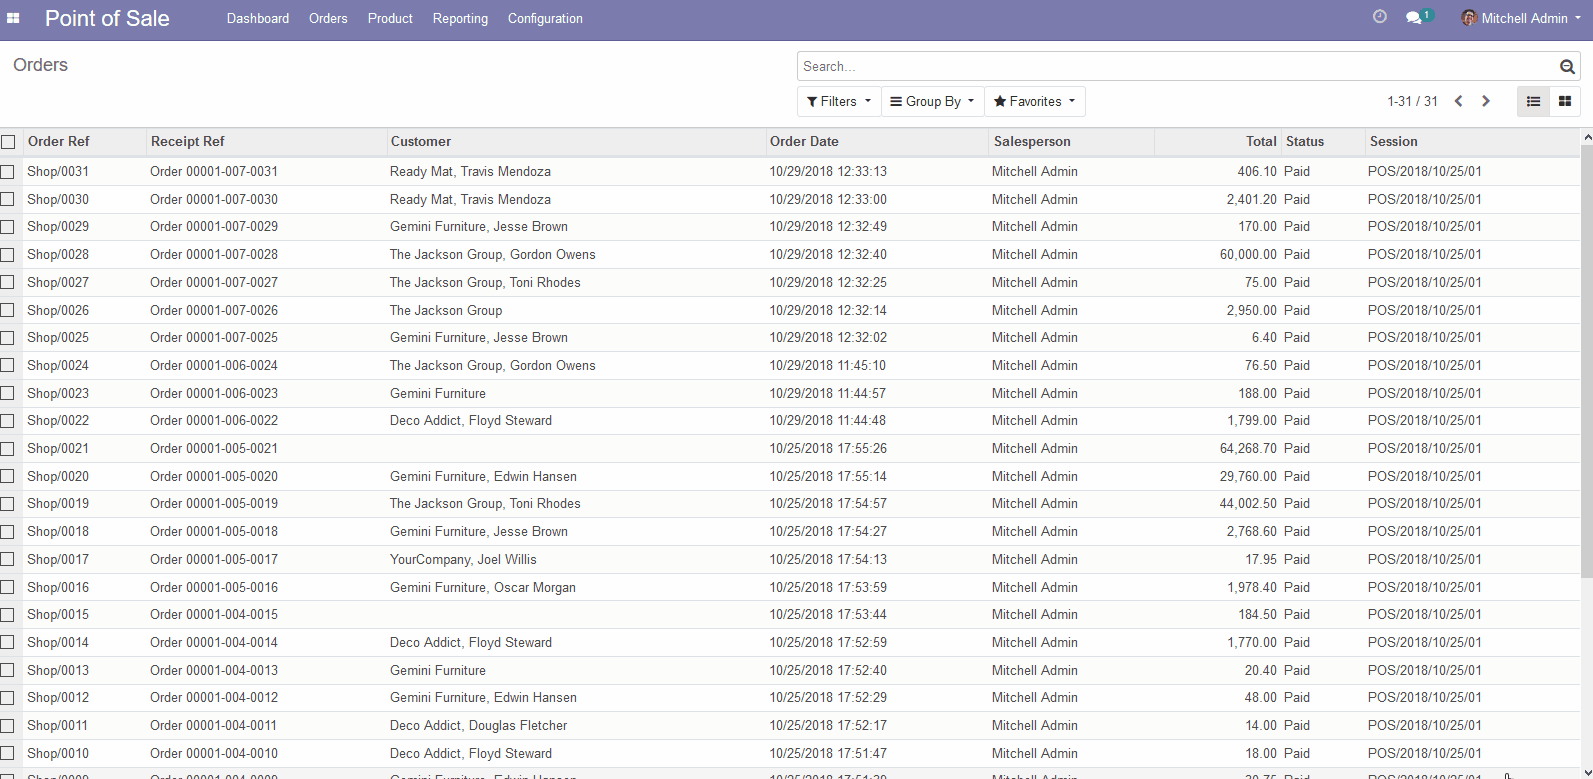 Point of Sale Dashboard Orders Product Reporting Configuration 1 Mitchell Admin
Orders Search...
Filters Group By Favorites 1-31 / 31
Order Ref Receipt Ref Customer Order Date Salesperson Total Status Session
Shop/0031 Order 00001-007-0031 Ready Mat, Travis Mendoza 10/29/2018 12:33:13 Mitchell Admin 406.10 Paid POS/2018/10/25/01
Shop/0030 Order 00001-007-0030 Ready Mat, Travis Mendoza 10/29/2018 12:33:00 Mitchell Admin 2,401.20 Paid POS/2018/10/25/01
Shop/0029 Order 00001-007-0029 Gemini Furniture, Jesse Brown 10/29/2018 12:32:49 Mitchell Admin 170.00 Paid POS/2018/10/25/01
Shop/0028 Order 00001-007-0028 The Jackson Group, Gordon Owens 10/29/2018 12:32:40 Mitchell Admin 60,000.00 Paid POS/2018/10/25/01
Shop/0027 Order 00001-007-0027 The Jackson Group, Toni Rhodes 10/29/2018 12:32:25 Mitchell Admin 75.00 Paid POS/2018/10/25/01
Shop/0026 Order 00001-007-0026 The Jackson Group 10/29/2018 12:32:14 Mitchell Admin 2,950.00 Paid POS/2018/10/25/01
Shop/0025 Order 00001-007-0025 Gemini Furniture, Jesse Brown 10/29/2018 12:32:02 Mitchell Admin 6.40 Paid POS/2018/10/25/01
Shop/0024 Order 00001-006-0024 The Jackson Group, Gordon Owens 10/29/2018 11:45:10 Mitchell Admin 76.50 Paid POS/2018/10/25/01
Shop/0023 Order 00001-006-0023 Gemini Furniture 10/29/2018 11:44:57 Mitchell Admin 188.00 Paid POS/2018/10/25/01
Shop/0022 Order 00001-006-0022 Deco Addict, Floyd Steward 10/29/2018 11:44:48 Mitchell Admin 1,799.00 Paid POS/2018/10/25/01
Shop/0021 Order 00001-005-0021 10/25/2018 17:55:26 Mitchell Admin 64,268.70 Paid POS/2018/10/25/01
Shop/0020 Order 00001-005-0020 Gemini Furniture, Edwin Hansen 10/25/2018 17:55:14 Mitchell Admin 29,760.00 Paid POS/2018/10/25/01
Shop/0019 Order 00001-005-0019 The Jackson Group, Toni Rhodes 10/25/2018 17:54:57 Mitchell Admin 44,002.50 Paid POS/2018/10/25/01
Shop/0018 Order 00001-005-0018 Gemini Furniture, Jesse Brown 10/25/2018 17:54:27 Mitchell Admin 2,768.60 Paid POS/2018/10/25/01
Shop/0017 Order 00001-005-0017 YourCompany, Joel Willis 10/25/2018 17:54:13 Mitchell Admin 17.95 Paid POS/2018/10/25/01
Shop/0016 Order 00001-005-0016 Gemini Furniture, Oscar Morgan 10/25/2018 17:53:59 Mitchell Admin 1,978.40 Paid POS/2018/10/25/01
Shop/0015 Order 00001-004-0015 10/25/2018 17:53:44 Mitchell Admin 184.50 Paid POS/2018/10/25/01
Shop/0014 Order 00001-004-0014 Deco Addict, Floyd Steward 10/25/2018 17:52:59 Mitchell Admin 1,770.00 Paid POS/2018/10/25/01
Shop/0013 Order 00001-004-0013 Gemini Furniture 10/25/2018 17:52:40 Mitchell Admin 20.40 Paid POS/2018/10/25/01
Shop/0012 Order 00001-004-0012 Gemini Furniture, Edwin Hansen 10/25/2018 17:52:29 Mitchell Admin 48.00 Paid POS/2018/10/25/01
Shop/0011 Order 00001-004-0011 Deco Addict, Douglas Fletcher 10/25/2018 17:52:17 Mitchell Admin 14.00 Paid POS/2018/10/25/01
Shop/0010 Order 00001-004-0010 Deco Addict, Floyd Steward 10/25/2018 17:51:47 Mitchell Admin 18.00 Paid POS/2018/10/25/01